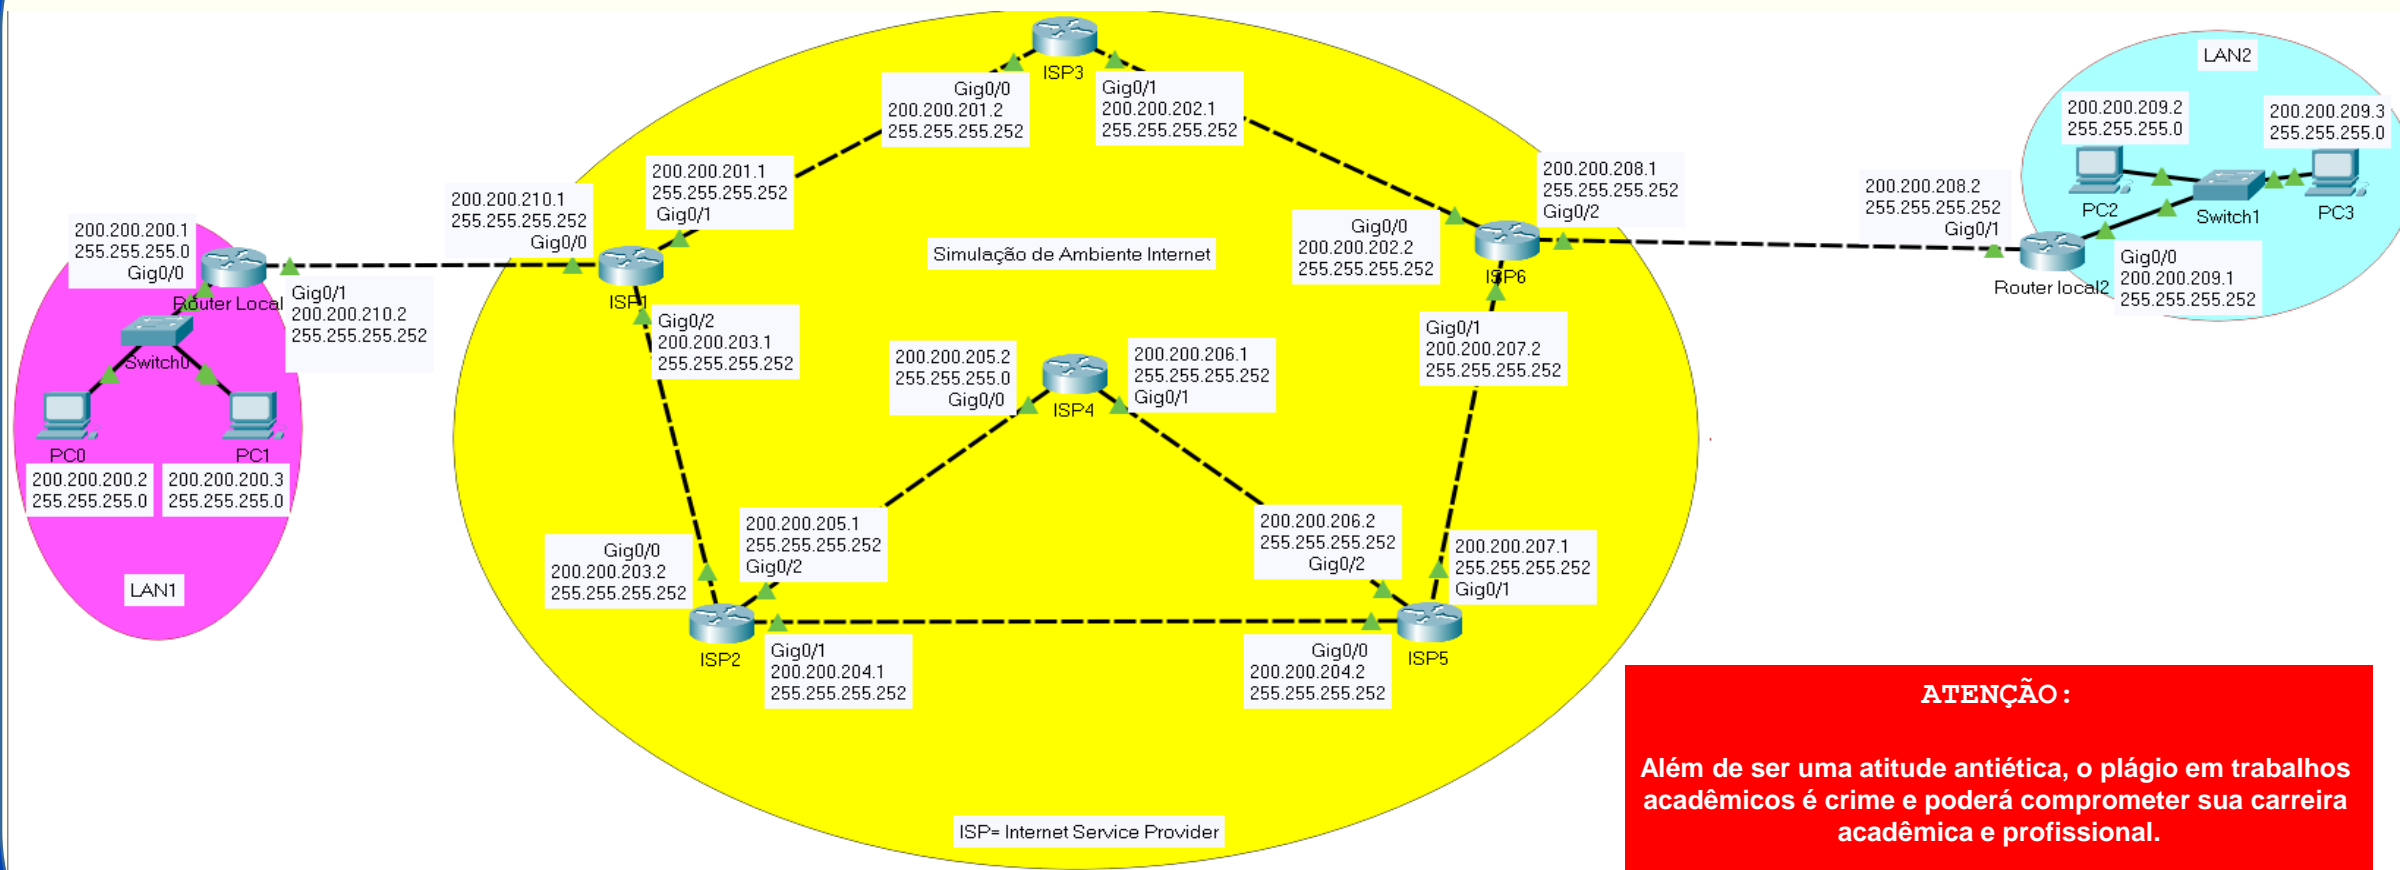 ISP3
Gig0/0
200.200.201.2
255.255.255.252
Gig0/1
200.200.202.1
255.255.255.252
LAN2
200.200.209.2
255.255.255.0
200.200.209.3
255.255.255.0
PC2
Switch1
PC3
200.200.201.1
255.255.255.252
Gig0/1
200.200.210.1
255.255.255.252
Gig0/0
200.200.208.1
255.255.255.252
Gig0/2
200.200.208.2
255.255.255.252
Gig0/1
200.200.200.1
255.255.255.0
Gig0/0
Router Local
Gig0/1
200.200.210.2
255.255.255.252
ISP1
Simulação de Ambiente Internet
Gig0/0
200.200.202.2
255.255.255.252
ISP6
Router local2
Gig0/0
200.200.209.1
255.255.255.252
Switch0
Gig0/2
200.200.203.1
255.255.255.252
200.200.205.2
255.255.255.0
Gig0/0
ISP4
200.200.206.1
255.255.255.252
Gig0/1
Gig0/1
200.200.207.2
255.255.255.252
PC0
200.200.200.2
255.255.255.0
PC1
200.200.200.3
255.255.255.0
LAN1
Gig0/0
200.200.203.2
255.255.255.252
200.200.205.1
255.255.255.252
Gig0/2
200.200.206.2
255.255.255.252
Gig0/2
200.200.207.1
255.255.255.252
Gig0/1
ISP2
Gig0/1
200.200.204.1
255.255.255.252
Gig0/0
200.200.204.2
255.255.255.252
ISP5
ISP= Internet Service Provider
ATENÇÃO:
Além de ser uma atitude antiética, o plágio em trabalhos
acadêmicos é crime e poderá comprometer sua carreira
acadêmica e profissional.